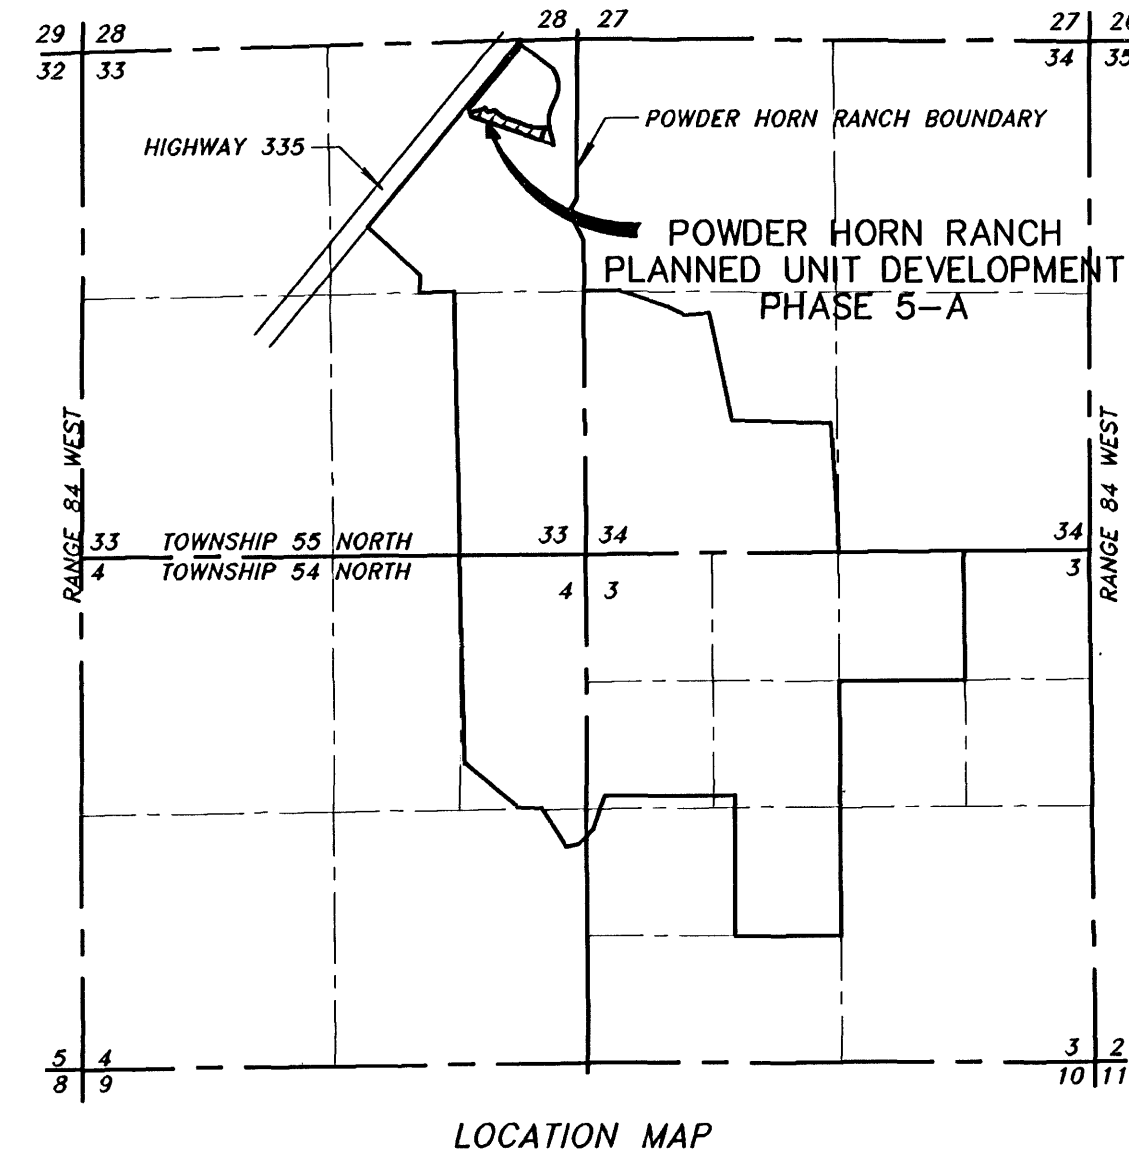 28 27
29 28
27 26
32 33
34 35
POWDER HORN RANCH BOUNDARY
HIGHWAY 335
POWDER HORN RANCH
PLANNED UNIT DEVELOPMENT
PHASE 5-A
RANGE 84 WEST
RANGE 84 WEST
33 TOWNSHIP 55 NORTH 33 34 34
4 TOWNSHIP 54 NORTH 4 3 3
5 4 3 2
8 9 10 11
LOCATION MAP